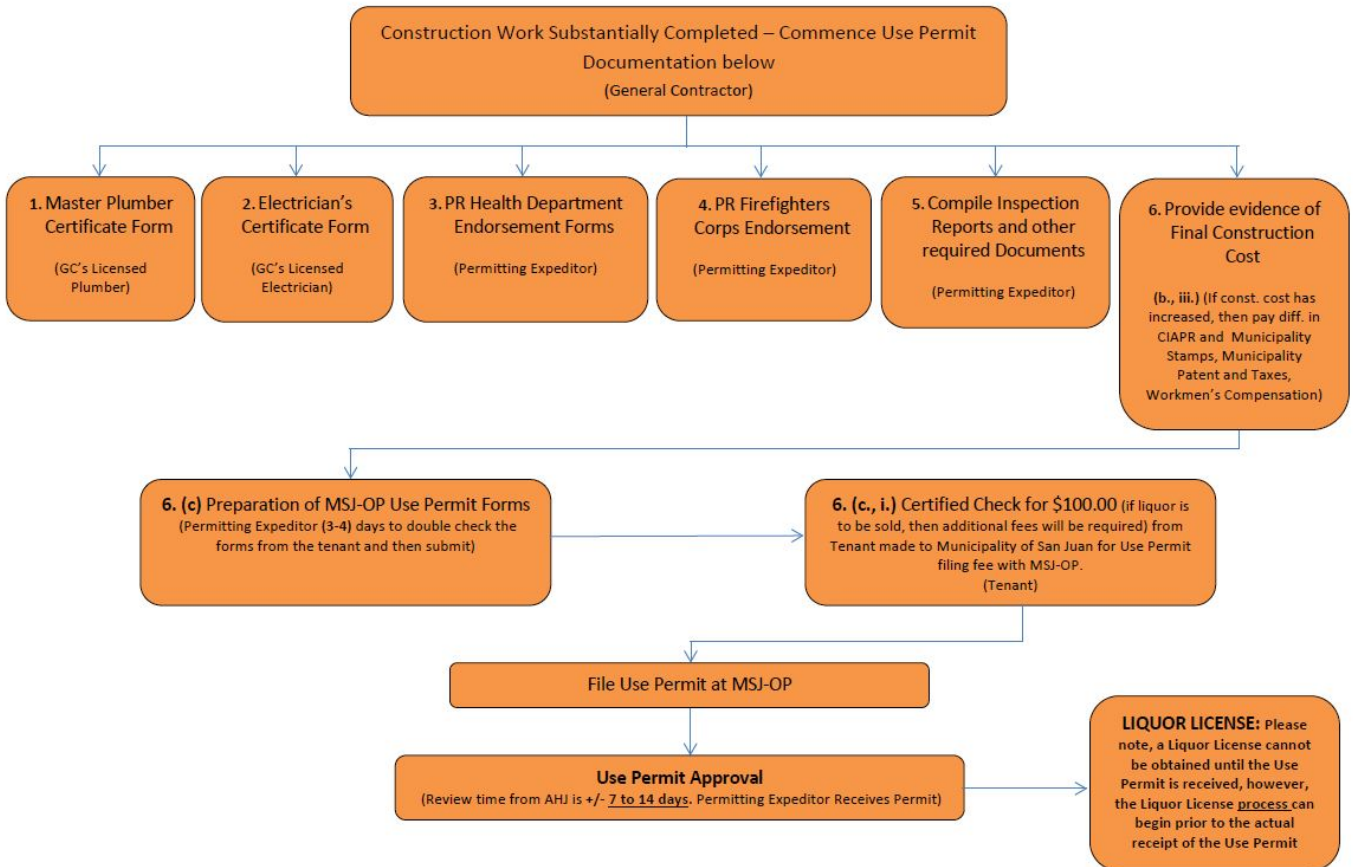 Construction Work Substantially Completed – Commence Use Permit
Documentation below
(General Contractor)
1. Master Plumber
Certificate Form
(GC's Licensed
Plumber)
2. Electrician's
Certificate Form
(GC's Licensed
Electrician)
3. PR Health Department
Endorsement Forms
(Permitting Expeditor)
4. PR Firefighters
Corps Endorsement
(Permitting Expeditor)
5. Compile Inspection
Reports and other
required Documents
(Permitting Expeditor)
6. Provide evidence of
Final Construction
Cost
(b., iii.) (If const. cost has
increased, then pay diff. in
CIAPR and Municipality
Stamps, Municipality
Patent and Taxes,
Workmen's Compensation)
6. (c) Preparation of MSJ-OP Use Permit Forms
(Permitting Expeditor (3-4) days to double check the
forms from the tenant and then submit)
6. (c., i.) Certified Check for $100.00 (if liquor is
to be sold, then additional fees will be required) from
Tenant made to Municipality of San Juan for Use Permit
filing fee with MSJ-OP.
(Tenant)
File Use Permit at MSJ-OP
Use Permit Approval
(Review time from AHJ is +/- 7 to 14 days. Permitting Expeditor Receives Permit)
LIQUOR LICENSE: Please
note, a Liquor License cannot
be obtained until the Use
Permit is received, however,
the Liquor License process can
begin prior to the actual
receipt of the Use Permit